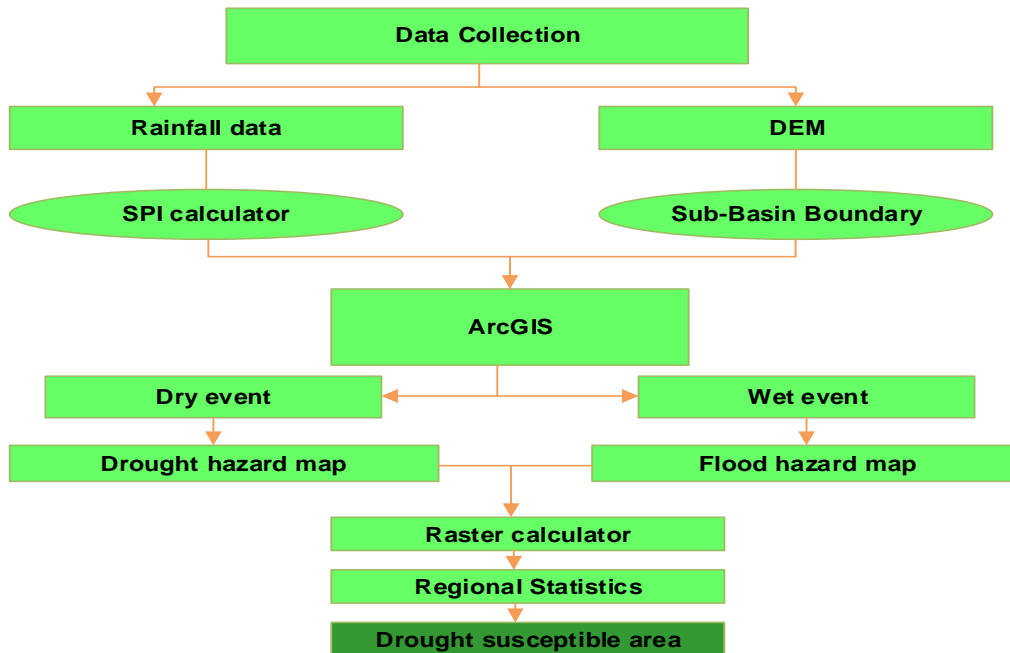 Data Collection
Rainfall data
DEM
SPI calculator
Sub-Basin Boundary
ArcGIS
Dry event
Wet event
Drought hazard map
Flood hazard map
Raster calculator
Regional Statistics
Drought susceptible area